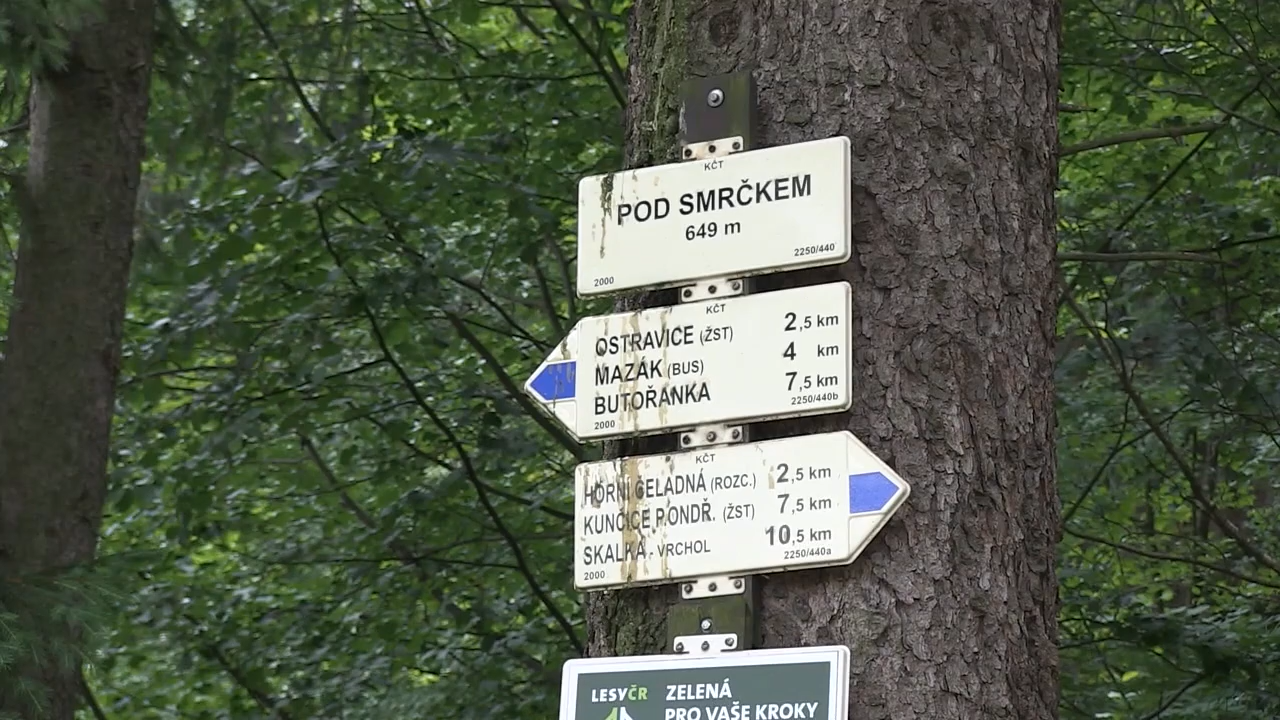 KČT
POD SMRČKEM
649 m
2000 2250/440
KČT
OSTRAVICE (ŽST) 2,5 km
MAZÁK (BUS) 4 km
BUTOŘANKA 7,5 km
2000 2250/440b
KČT
HORNÍ ČELADNÁ (ROZC.) 2,5 km
KUNČICE P.ONDŘ. (ŽST) 7,5 km
SKALKA - VRCHOL 10,5 km
2000 2250/440a
LESYČR ZELENÁ
PRO VAŠE KROKY